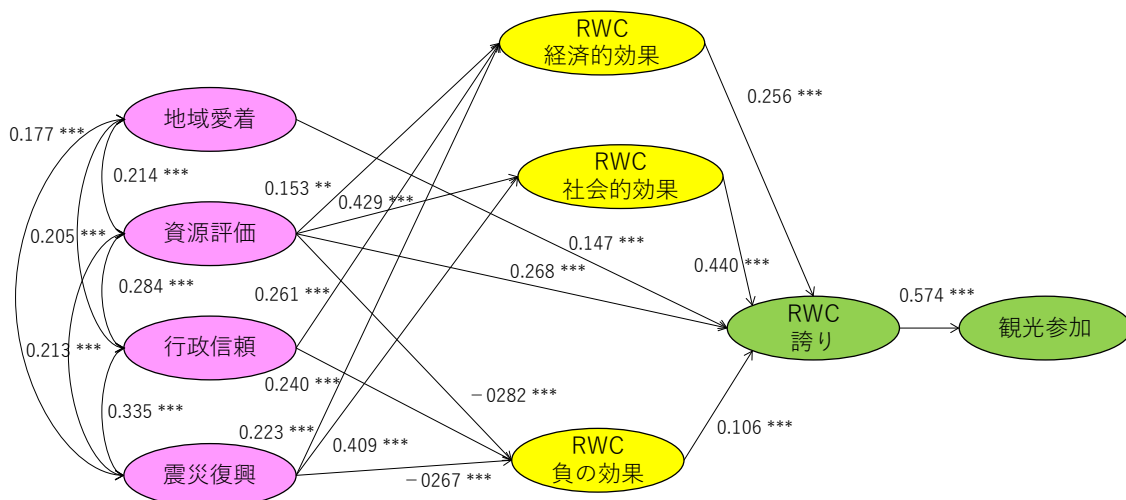 RWC
経済的効果
0.256 ***
地域愛着
0.177 ***
0.214 ***
0.153 **
0.429 ***
RWC
社会的効果
資源評価
0.205 ***
0.147 ***
0.268 ***
0.440 ***
0.284 ***
0.261 ***
0.574 ***
RWC
誇り
観光参加
0.213 ***
行政信頼
0.240 ***
−0282 ***
0.335 ***
0.223 ***
0.409 ***
0.106 ***
RWC
負の効果
震災復興
−0267 ***